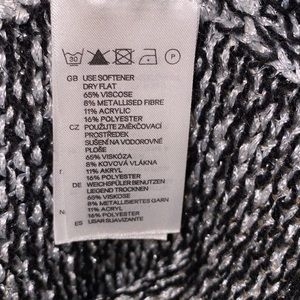 30 P
GB USE SOFTENER
DRY FLAT
65% VISCOSE
8% METALLISED FIBRE
11% ACRYLIC
16% POLYESTER
CZ POUŽIJTE ZMĚKČOVACÍ
PROSTŘEDEK
SUŠENÍ NA VODOROVNÉ
PLOŠE
65% VISKÓZA
8% KOVOVÁ VLÁKNA
11% AKRYL
16% POLYESTER
DE WEICHSPÜLER BENUTZEN
LIEGEND TROCKNEN
65% VISKOSE
8% METALLISIERTES GARN
11% ACRYL
16% POLYESTER
ES USAR SUAVIZANTE